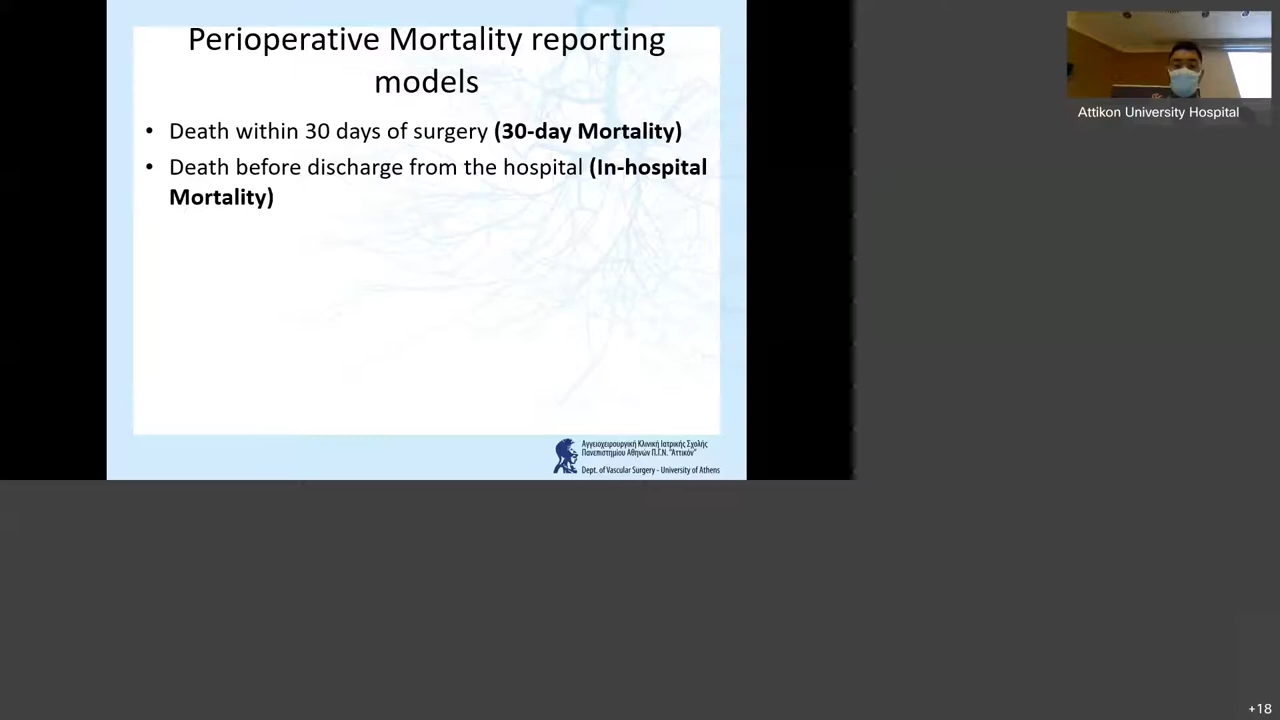 Perioperative Mortality reporting
models
• Death within 30 days of surgery (30-day Mortality)
• Death before discharge from the hospital (In-hospital
Mortality)
Αγγειοχειρουργική Κλινική Ιατρικής Σχολής
Πανεπιστημίου Αθηνών Π.Γ.Ν. "Αττικόν"
Dept. of Vascular Surgery - University of Athens
Attikon University Hospital
+18